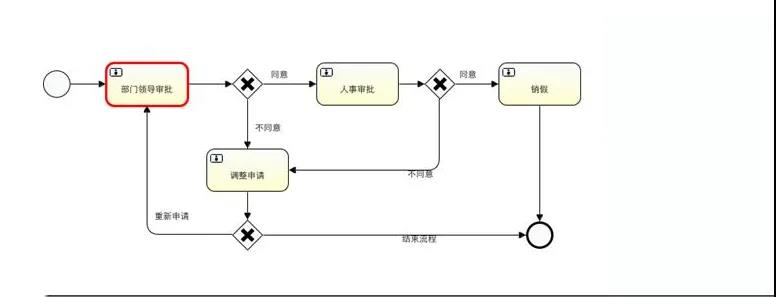 同意
同意
部门领导审批
人事审批
销假
不同意
调整申请
不同意
重新申请
结束流程